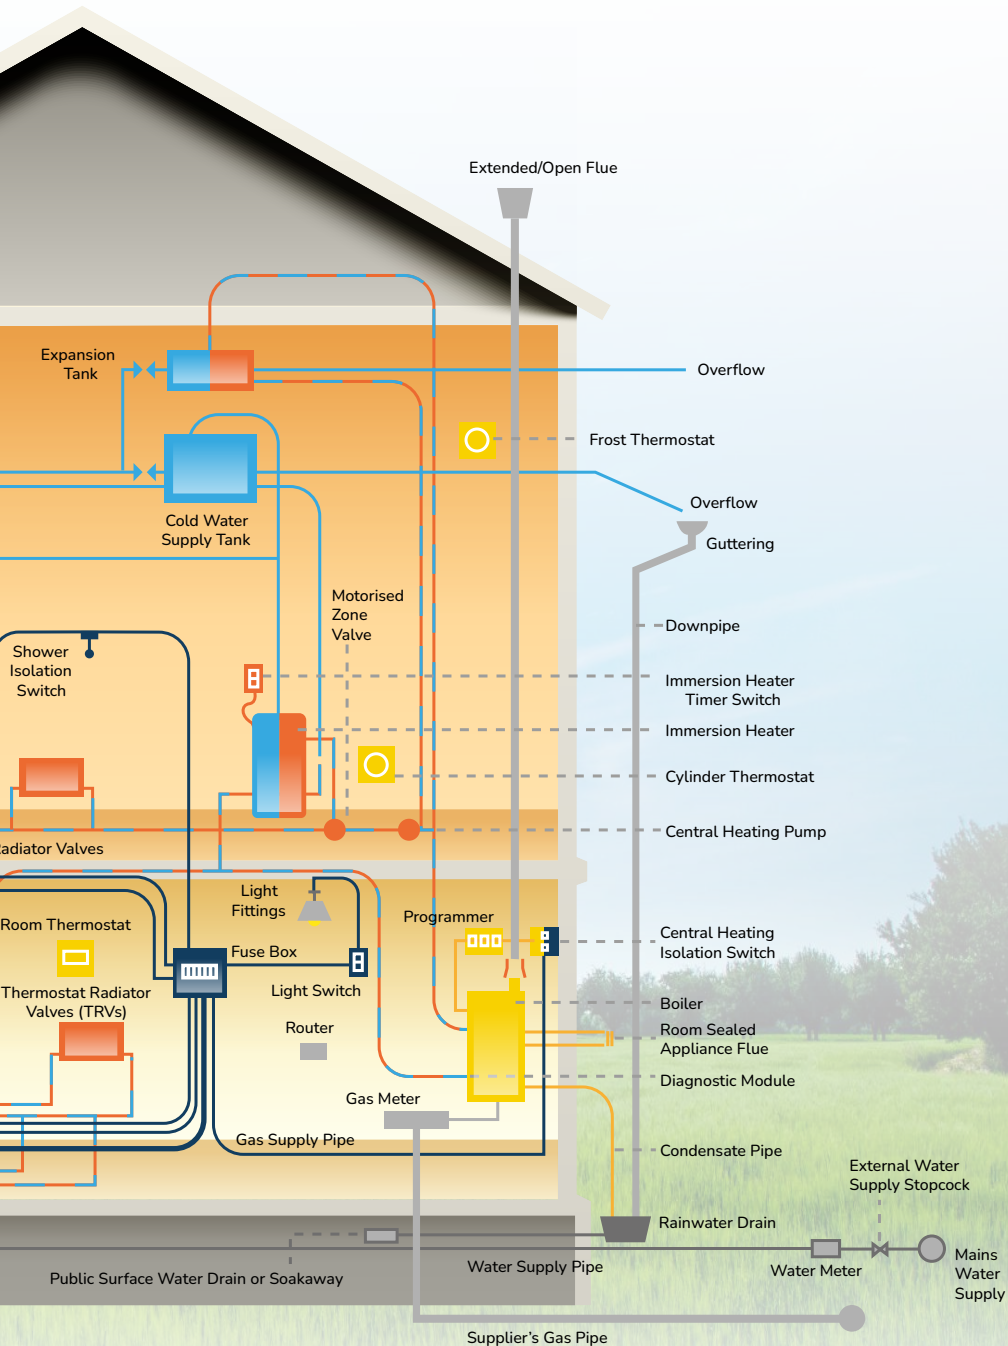 Extended/Open Flue
Expansion
Tank
Overflow
Frost Thermostat
Overflow
Cold Water
Supply Tank
Guttering
Motorised
Zone
Valve
Downpipe
Shower
Isolation
Switch
Immersion Heater
Timer Switch
Immersion Heater
Cylinder Thermostat
Central Heating Pump
adiator Valves
Light
Fittings
Programmer
Room Thermostat
Central Heating
Isolation Switch
Fuse Box
Light Switch
Thermostat Radiator
Valves (TRVs)
Boiler
Router
Room Sealed
Appliance Flue
Diagnostic Module
Gas Meter
Gas Supply Pipe
Condensate Pipe
External Water
Supply Stopcock
Rainwater Drain
Water Supply Pipe
Water Meter
Mains
Water
Supply
Public Surface Water Drain or Soakaway
Supplier's Gas Pipe